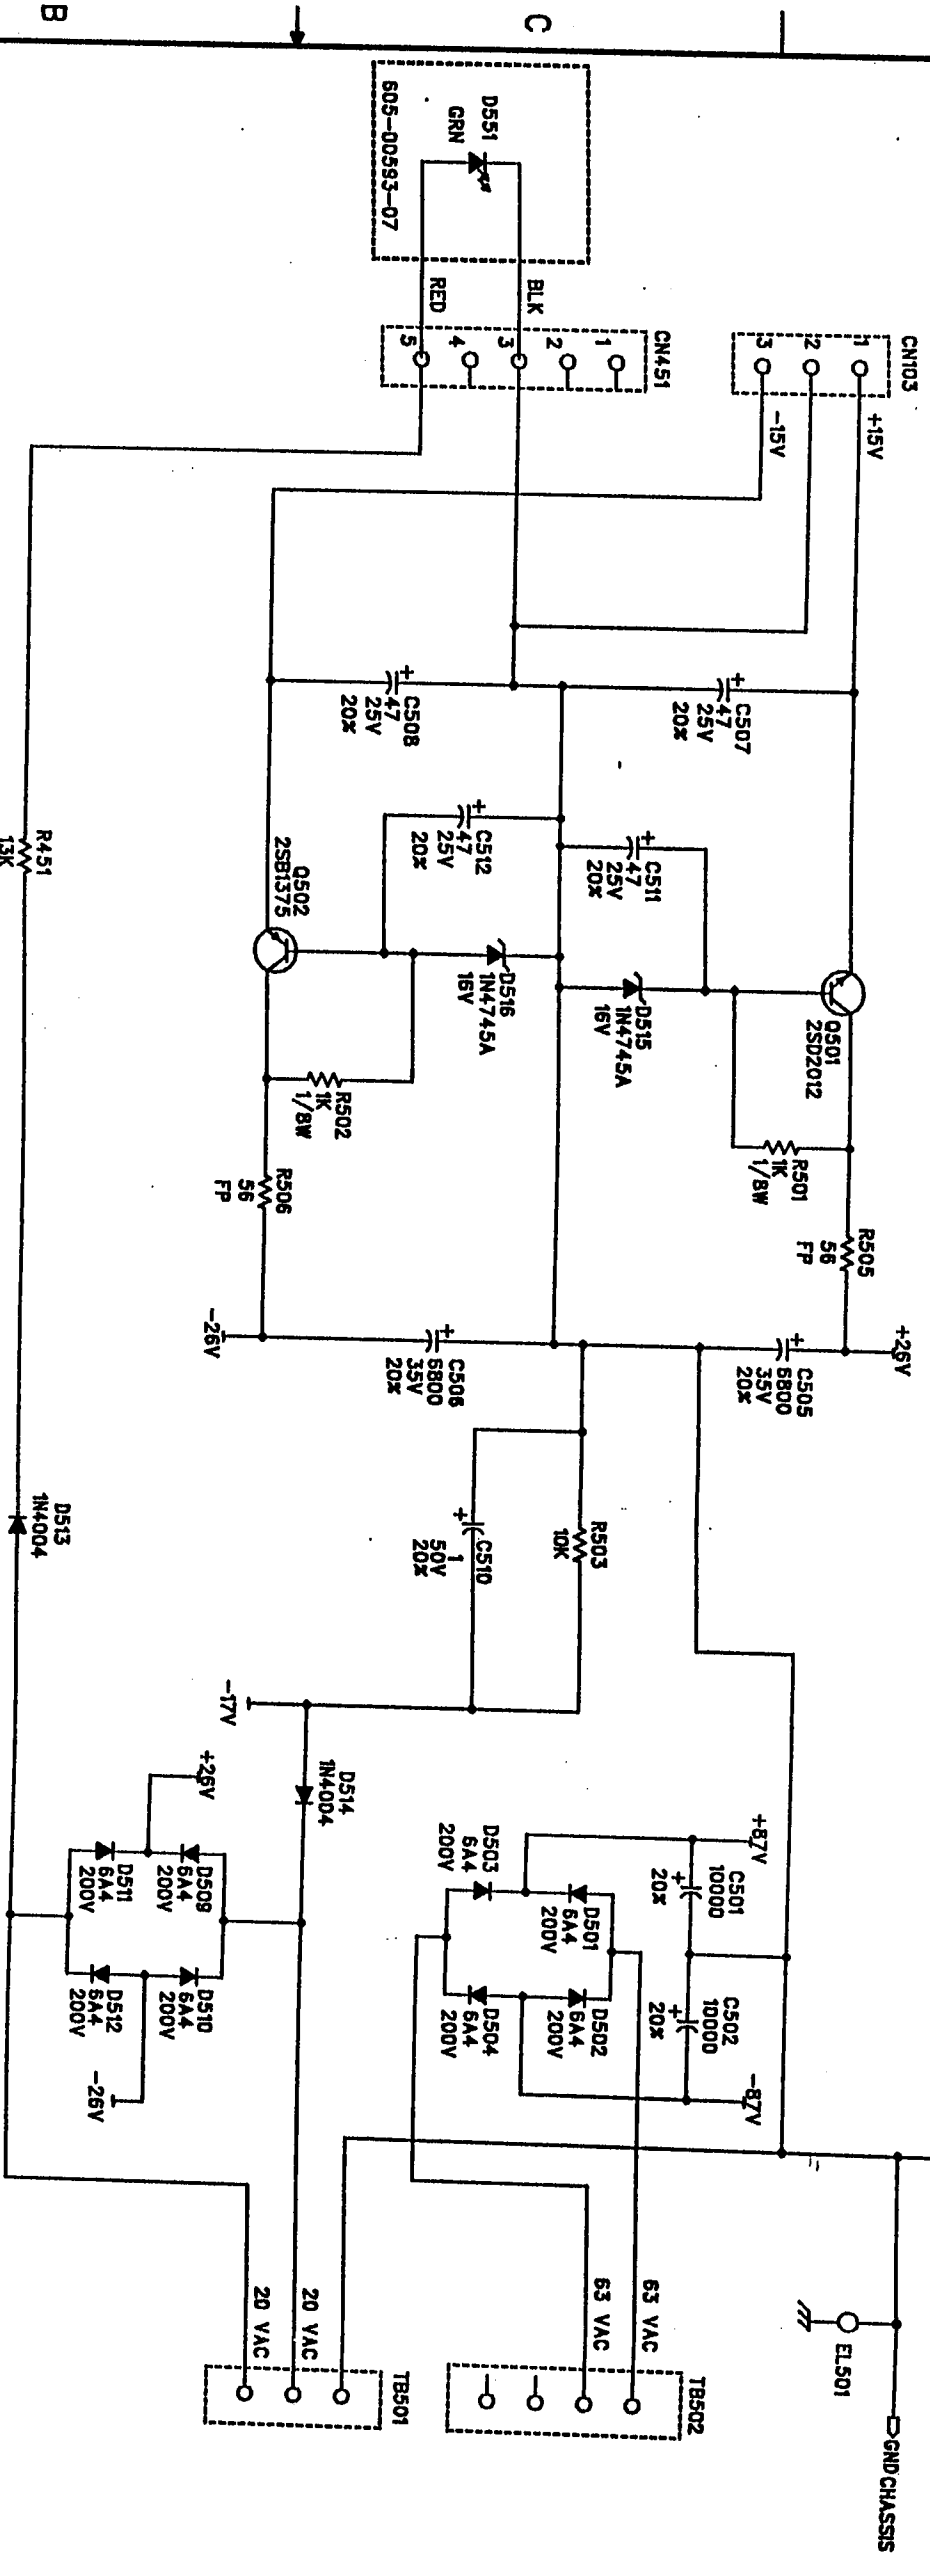 B
C
D551
GRN
605-00593-07
BLK
RED
CN451
1
2
3
4
5
CN103
1
2
3
+15V
-15V
C508
47
25V
20%
C507
47
25V
20%
C512
47
25V
20%
C511
47
25V
20%
R451
13K
Q502
2SB1375
D516
1N4745A
16V
D515
1N4745A
16V
Q501
2SD2012
R502
1K
1/8W
R501
1K
1/8W
R506
56
FP
R505
56
FP
-26V
+26V
C506
6800
35V
20%
C505
6800
35V
20%
D513
1N4004
C510
1
50V
20%
R503
10K
-17V
D514
1N4004
+26V
D509
6A4
200V
D511
6A4
200V
D510
6A4
200V
D512
6A4
200V
-26V
D503
6A4
200V
D501
6A4
200V
D504
6A4
200V
D502
6A4
200V
+87V
C501
10000
20%
C502
10000
20%
-87V
20 VAC
20 VAC
TB501
63 VAC
63 VAC
TB502
EL501
GND CHASSIS